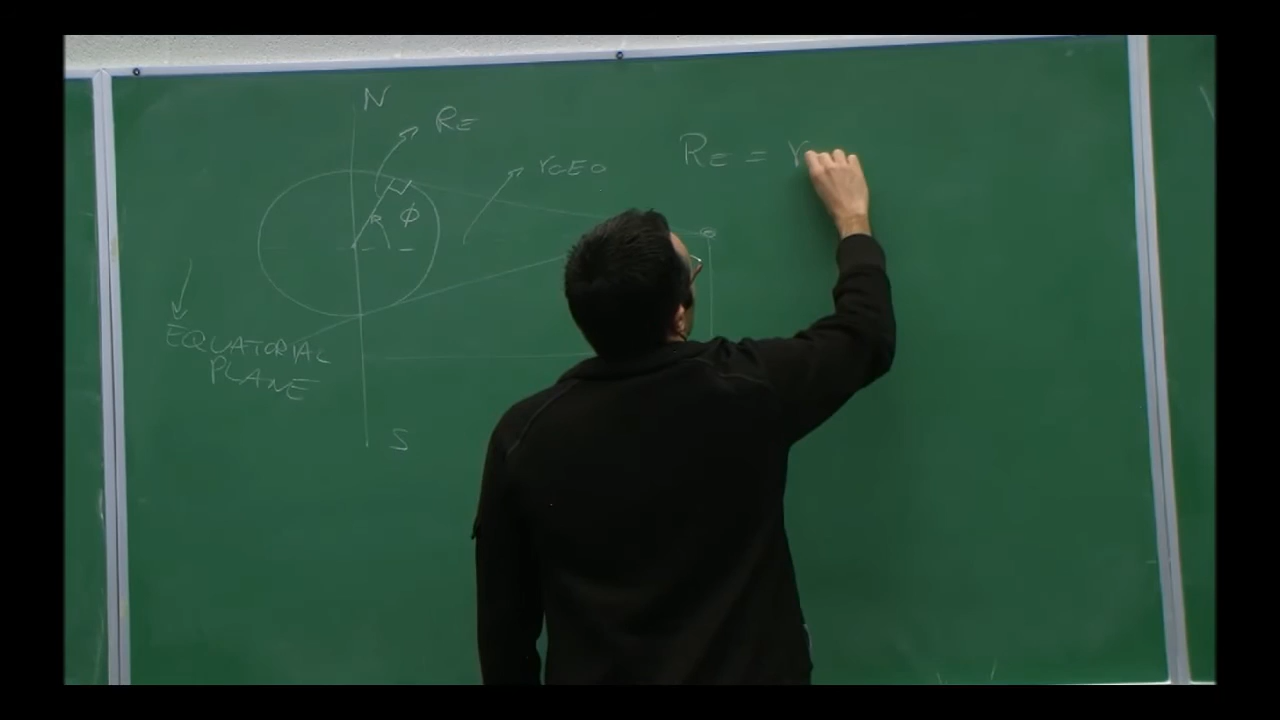 N
RE
rGEO
RE = r
R
ϕ
EQUATORIAL
PLANE
S